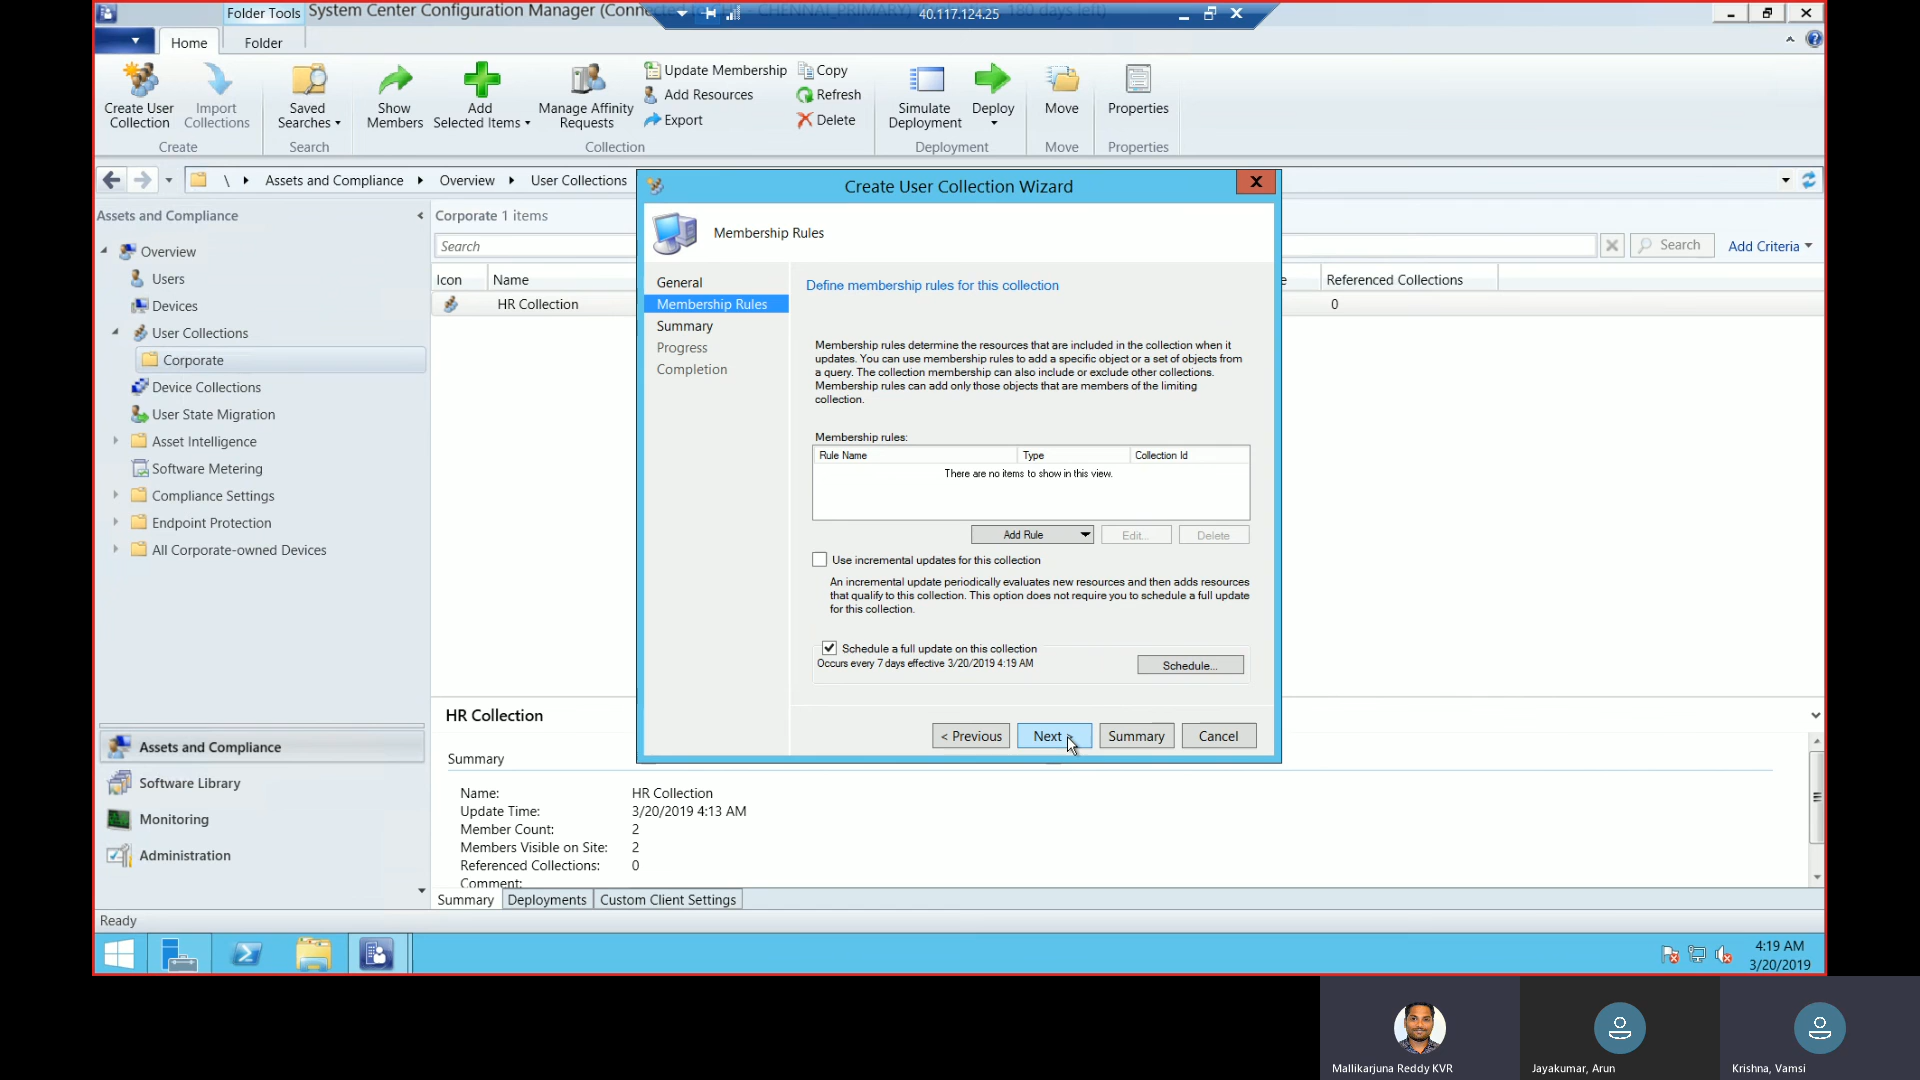 Folder Tools
System Center Configuration Manager (Connected
CHENNAI_PRIMARY)
180 days left)
40.117.124.25
Home
Folder
Create User
Collection
Import
Collections
Create
Saved
Searches
Search
Show
Members
Add
Selected Items
Manage Affinity
Requests
Update Membership
Add Resources
Export
Copy
Refresh
Delete
Collection
Simulate
Deployment
Deploy
Deployment
Move
Move
Properties
Properties
\ Assets and Compliance Overview User Collections
Assets and Compliance
Overview
Users
Devices
User Collections
Corporate
Device Collections
User State Migration
Asset Intelligence
Software Metering
Compliance Settings
Endpoint Protection
All Corporate-owned Devices
Assets and Compliance
Software Library
Monitoring
Administration
Corporate 1 items
Search
Search
Add Criteria
Icon Name
Referenced Collections
HR Collection
0
Create User Collection Wizard
X
Membership Rules
General
Membership Rules
Summary
Progress
Completion
Define membership rules for this collection
Membership rules determine the resources that are included in the collection when it
updates. You can use membership rules to add a specific object or a set of objects from
a query. The collection membership can also include or exclude other collections.
Membership rules can add only those objects that are members of the limiting
collection.
Membership rules:
Rule Name Type Collection Id
There are no items to show in this view.
Add Rule Edit... Delete
Use incremental updates for this collection
An incremental update periodically evaluates new resources and then adds resources
that qualify to this collection. This option does not require you to schedule a full update
for this collection.
Schedule a full update on this collection
Occurs every 7 days effective 3/20/2019 4:19 AM
Schedule...
< Previous Next > Summary Cancel
HR Collection
Summary
Name: HR Collection
Update Time: 3/20/2019 4:13 AM
Member Count: 2
Members Visible on Site: 2
Referenced Collections: 0
Comment:
Summary Deployments Custom Client Settings
Ready
4:19 AM
3/20/2019
Mallikarjuna Reddy KVR
Jayakumar, Arun
Krishna, Vamsi